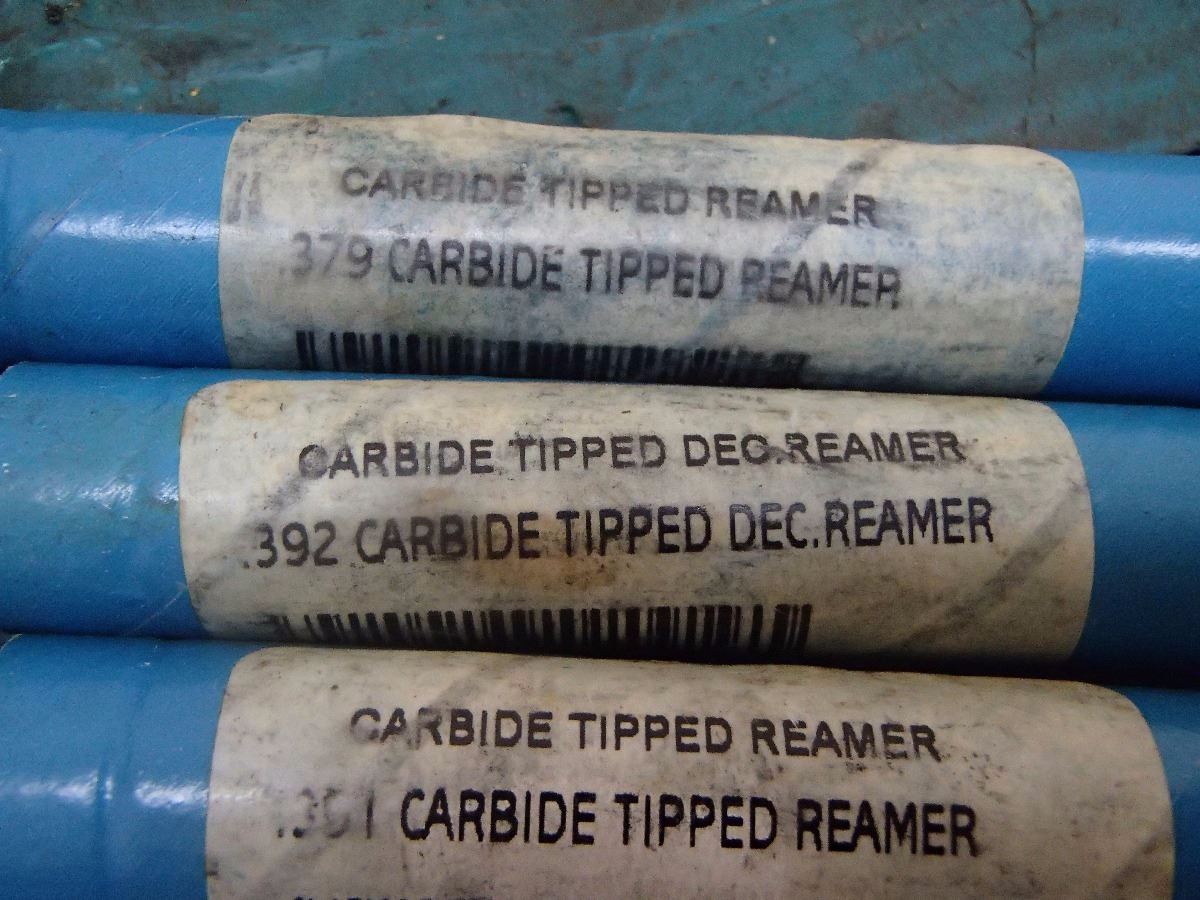 CARBIDE TIPPED REAMER
.379 CARBIDE TIPPED REAMER
CARBIDE TIPPED DEC.REAMER
.392 CARBIDE TIPPED DEC.REAMER
CARBIDE TIPPED REAMER
CARBIDE TIPPED REAMER